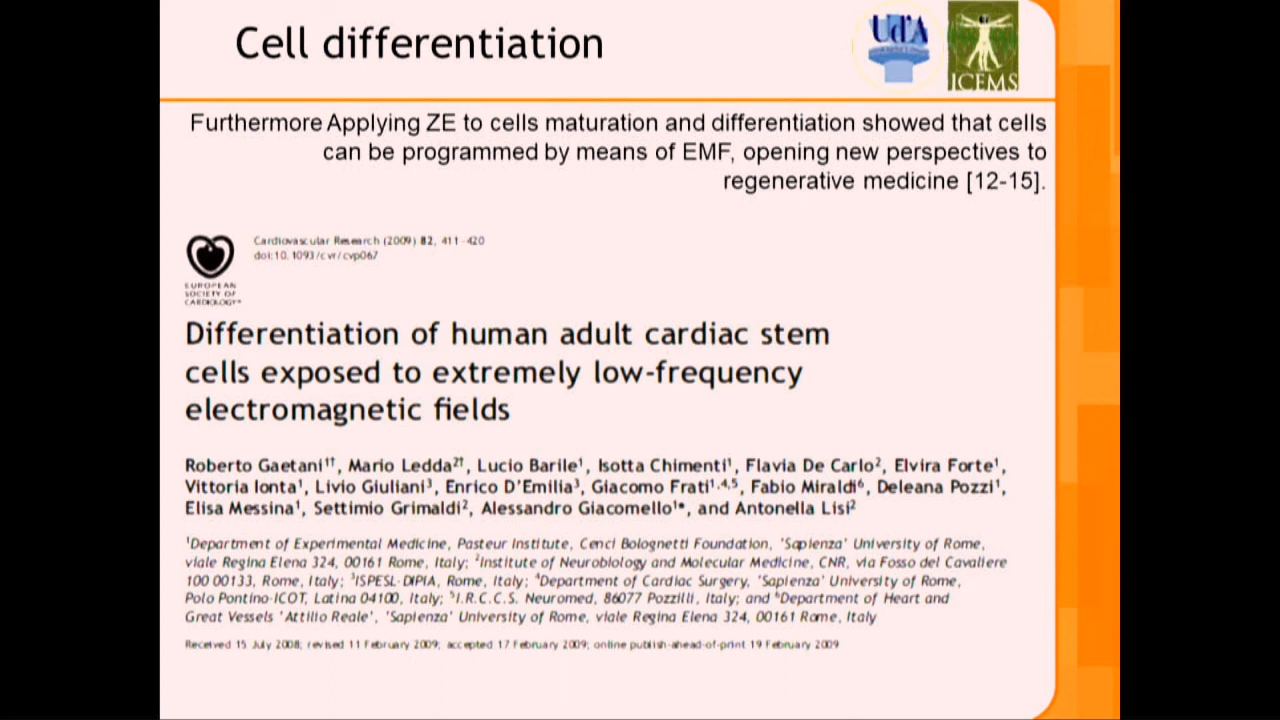 Cell differentiation
UdA
ICEMS
Furthermore Applying ZE to cells maturation and differentiation showed that cells
can be programmed by means of EMF, opening new perspectives to
regenerative medicine [12-15].
Cardiovascular Research (2009) 82, 411–420
doi:10.1093/cvr/cvp067
EUROPEAN
SOCIETY OF
CARDIOLOGY®
Differentiation of human adult cardiac stem
cells exposed to extremely low-frequency
electromagnetic fields
Roberto Gaetani¹†, Mario Ledda²†, Lucio Barile¹, Isotta Chimenti¹, Flavia De Carlo², Elvira Forte¹,
Vittoria Ionta¹, Livio Giuliani³, Enrico D'Emilia³, Giacomo Frati¹,⁴,⁵, Fabio Miraldi⁶, Deleana Pozzi¹,
Elisa Messina¹, Settimio Grimaldi², Alessandro Giacomello¹*, and Antonella Lisi²
¹Department of Experimental Medicine, Pasteur Institute, Cenci Bolognetti Foundation, 'Sapienza' University of Rome,
viale Regina Elena 324, 00161 Rome, Italy; ²Institute of Neurobiology and Molecular Medicine, CNR, via Fosso del Cavaliere
100 00133, Rome, Italy; ³ISPESL-DIPIA, Rome, Italy; ⁴Department of Cardiac Surgery, 'Sapienza' University of Rome,
Polo Pontino-ICOT, Latina 04100, Italy; ⁵I.R.C.C.S. Neuromed, 86077 Pozzilli, Italy; and ⁶Department of Heart and
Great Vessels 'Attilio Reale', 'Sapienza' University of Rome, viale Regina Elena 324, 00161 Rome, Italy
Received 15 July 2008; revised 11 February 2009; accepted 17 February 2009; online publish-ahead-of-print 19 February 2009